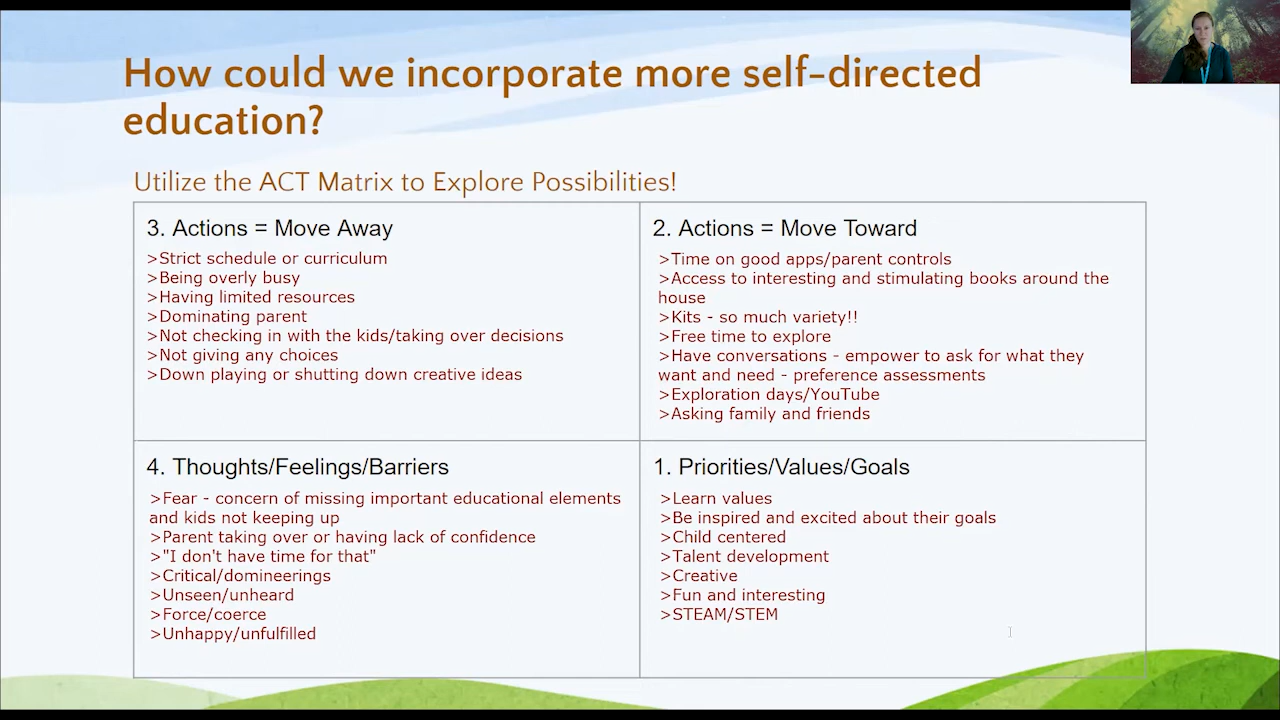 How could we incorporate more self-directed
education?
Utilize the ACT Matrix to Explore Possibilities!
3. Actions = Move Away
>Strict schedule or curriculum
>Being overly busy
>Having limited resources
>Dominating parent
>Not checking in with the kids/taking over decisions
>Not giving any choices
>Down playing or shutting down creative ideas
2. Actions = Move Toward
>Time on good apps/parent controls
>Access to interesting and stimulating books around the
house
>Kits - so much variety!!
>Free time to explore
>Have conversations - empower to ask for what they
want and need - preference assessments
>Exploration days/YouTube
>Asking family and friends
4. Thoughts/Feelings/Barriers
>Fear - concern of missing important educational elements
and kids not keeping up
>Parent taking over or having lack of confidence
>"I don't have time for that"
>Critical/domineerings
>Unseen/unheard
>Force/coerce
>Unhappy/unfulfilled
1. Priorities/Values/Goals
>Learn values
>Be inspired and excited about their goals
>Child centered
>Talent development
>Creative
>Fun and interesting
>STEAM/STEM